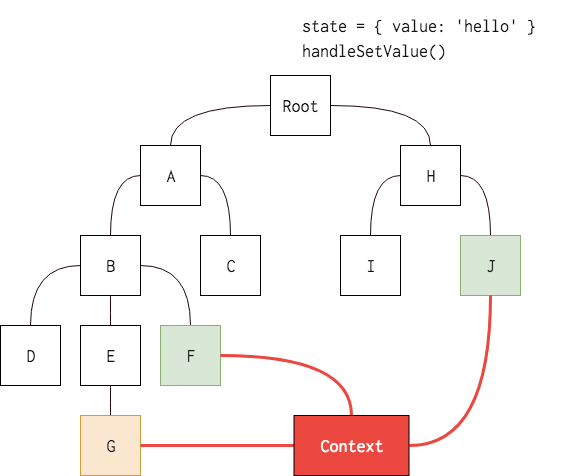 state = { value: 'hello' }
handleSetValue()
Root
A
H
B
C
I
J
D
E
F
G
Context